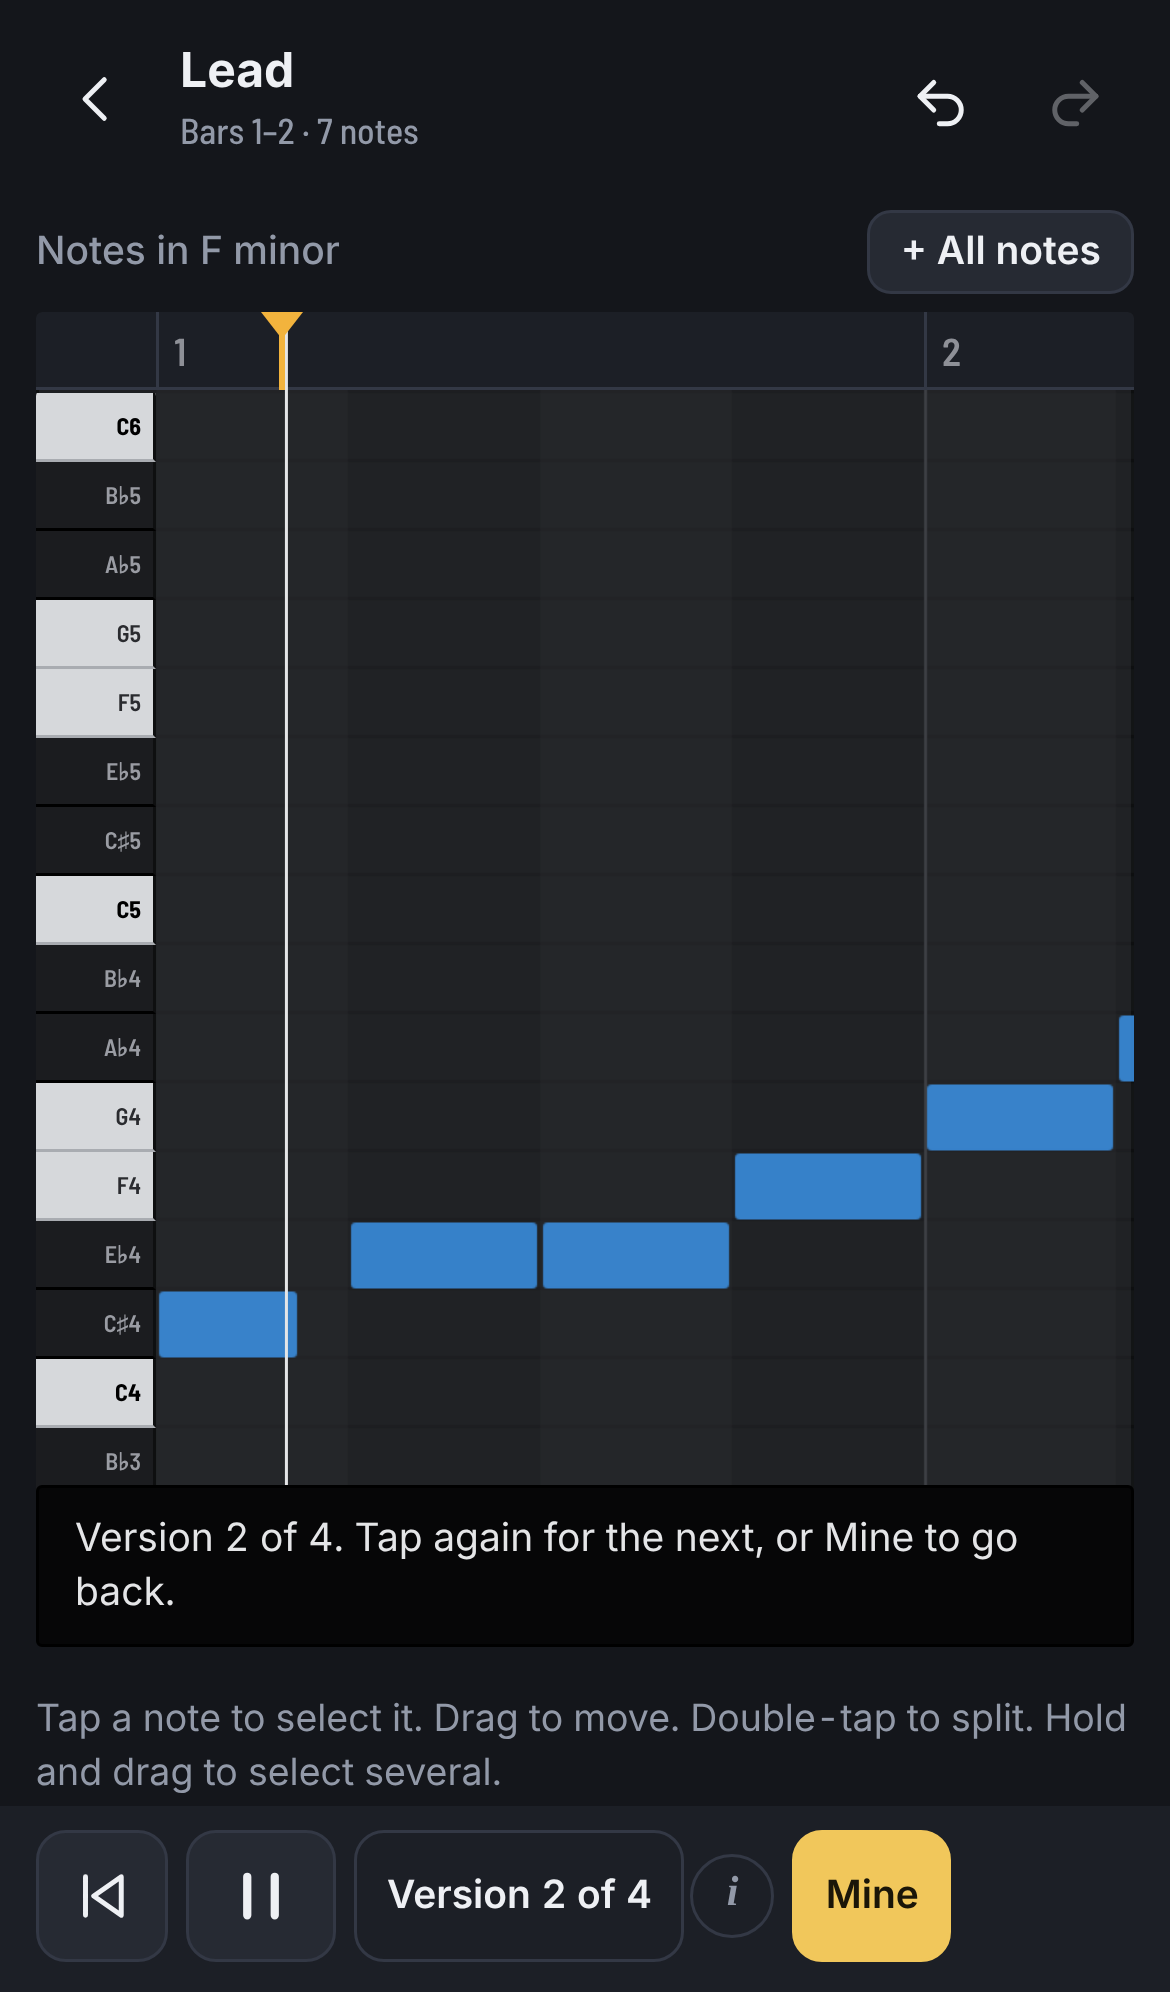 Lead
Bars 1–2 · 7 notes
Notes in F minor
+ All notes
1
2
C6
B♭5
A♭5
G5
F5
E♭5
C♯5
C5
B♭4
A♭4
G4
F4
E♭4
C♯4
C4
B♭3
Version 2 of 4. Tap again for the next, or Mine to go
back.
Tap a note to select it. Drag to move. Double-tap to split. Hold
and drag to select several.
Version 2 of 4
i
Mine